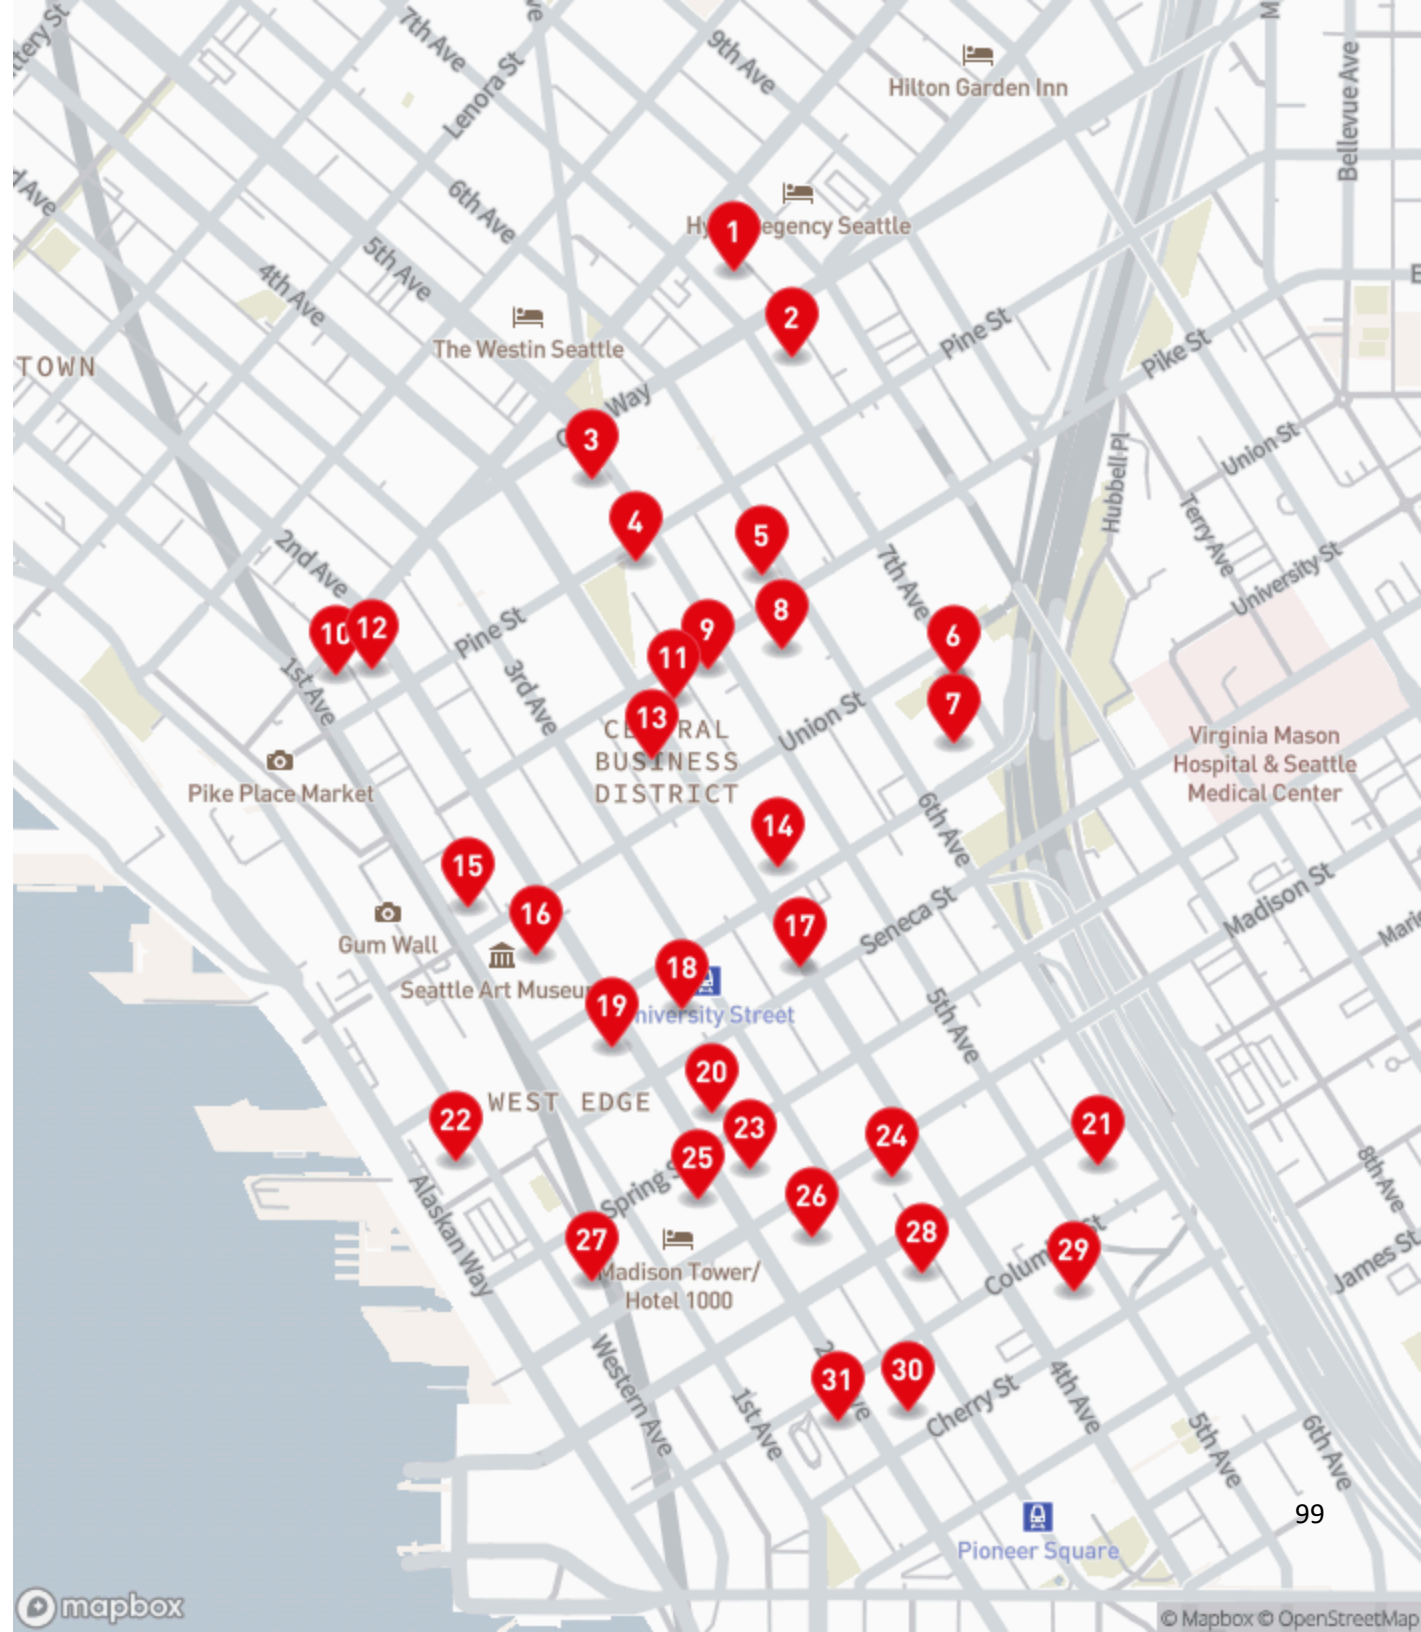 7th Ave
9th Ave
Hilton Garden Inn
Bellevue Ave
Lenora St
6th Ave
5th Ave
4th Ave
1
2
The Westin Seattle
Pine St
Pike St
TOWN
Way
3
4
5
Hubbell Pl
Union St
Terry Ave
University St
2nd Ave
7th Ave
10
12
Pine St
9
8
6
11
1st Ave
3rd Ave
13
7
BUSINESS
DISTRICT
Union St
Virginia Mason
Hospital & Seattle
Medical Center
Pike Place Market
14
6th Ave
15
16
17
Seneca St
Madison St
Gum Wall
Seattle Art
18
19
Street
5th Ave
20
WEST EDGE
22
23
24
21
25
Spring
26
8th Ave
Alaskan Way
27
28
29
James St
Madison Tower/
Hotel 1000
Western Ave
1st Ave
31
30
Cherry St
4th Ave
5th Ave
6th Ave
99
Pioneer Square
mapbox
© Mapbox © OpenStreetMap